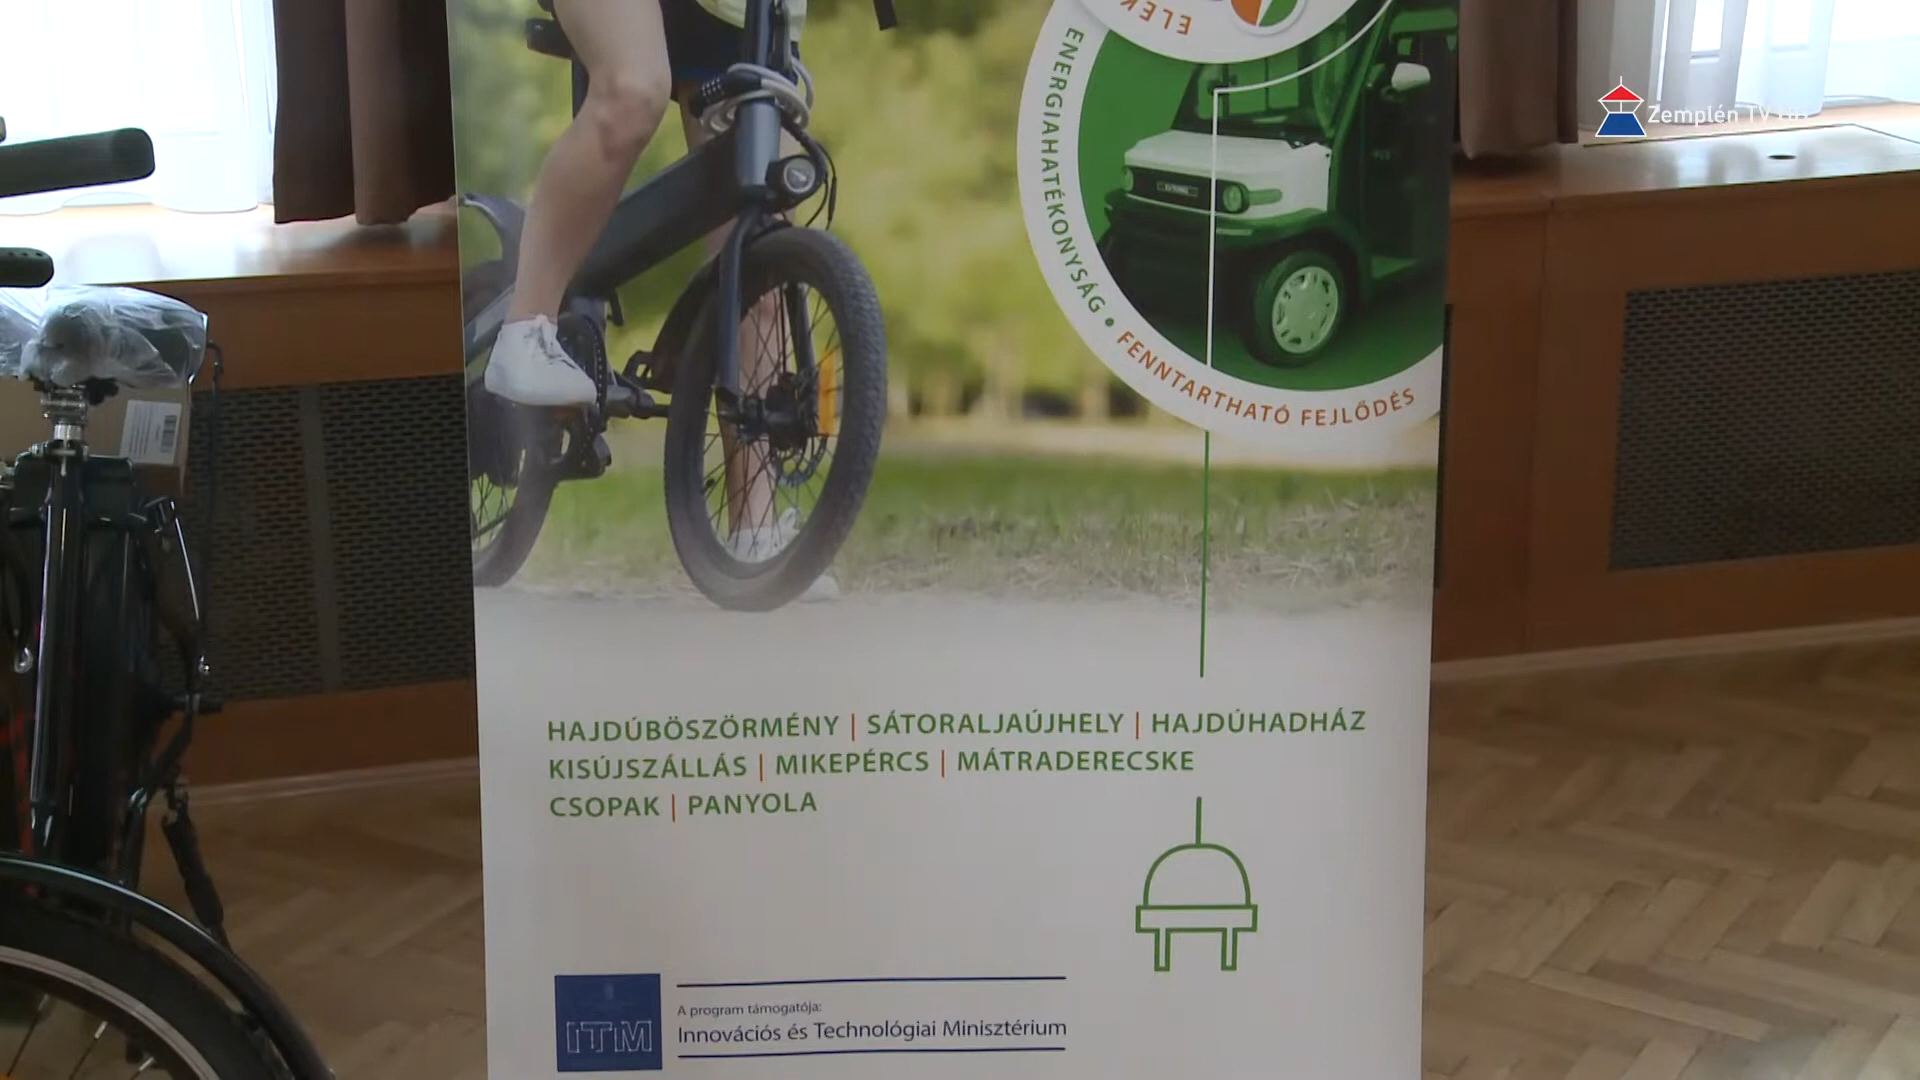 ELEK
ENERGIAHATÉKONYSÁG • FENNTARTHATÓ FEJLŐDÉS
Zemplén TV HD
HAJDÚBÖSZÖRMÉNY | SÁTORALJAÚJHELY | HAJDÚHADHÁZ
KISÚJSZÁLLÁS | MIKEPÉRCS | MÁTRADERECSKE
CSOPAK | PANYOLA
ITM
A program támogatója:
Innovációs és Technológiai Minisztérium